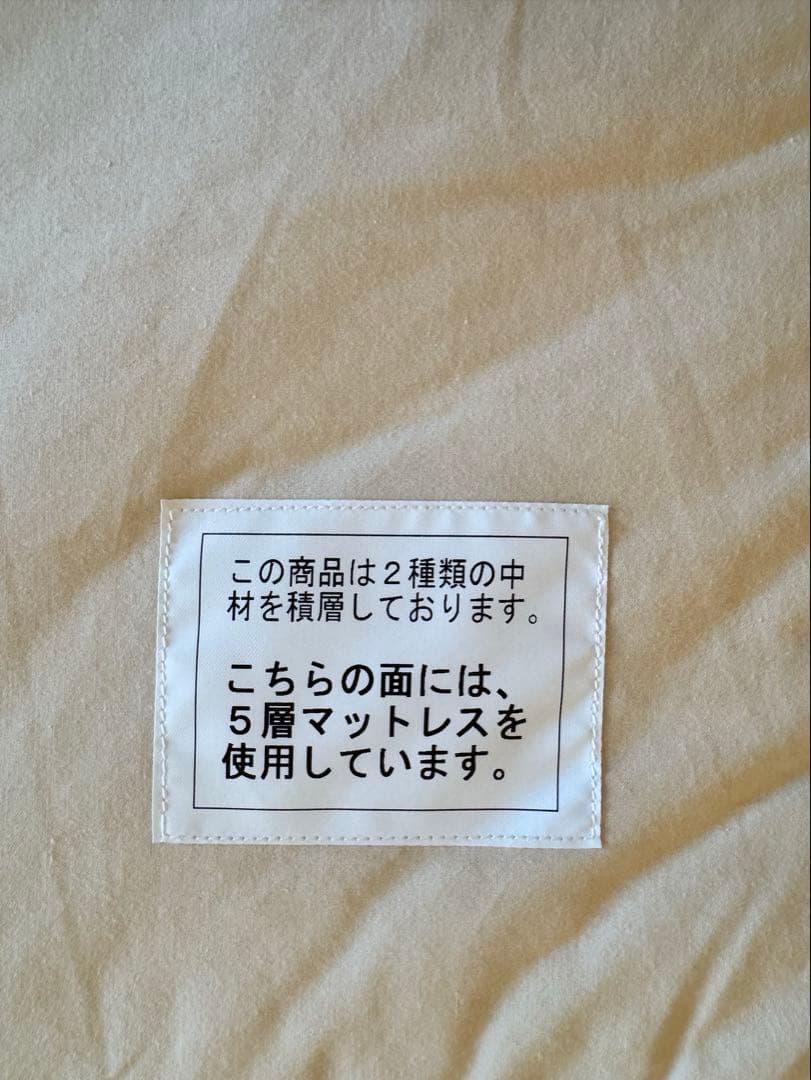 この商品は２種類の中
材を積層しております。
こちらの面には、
５層マットレスを
使用しています。